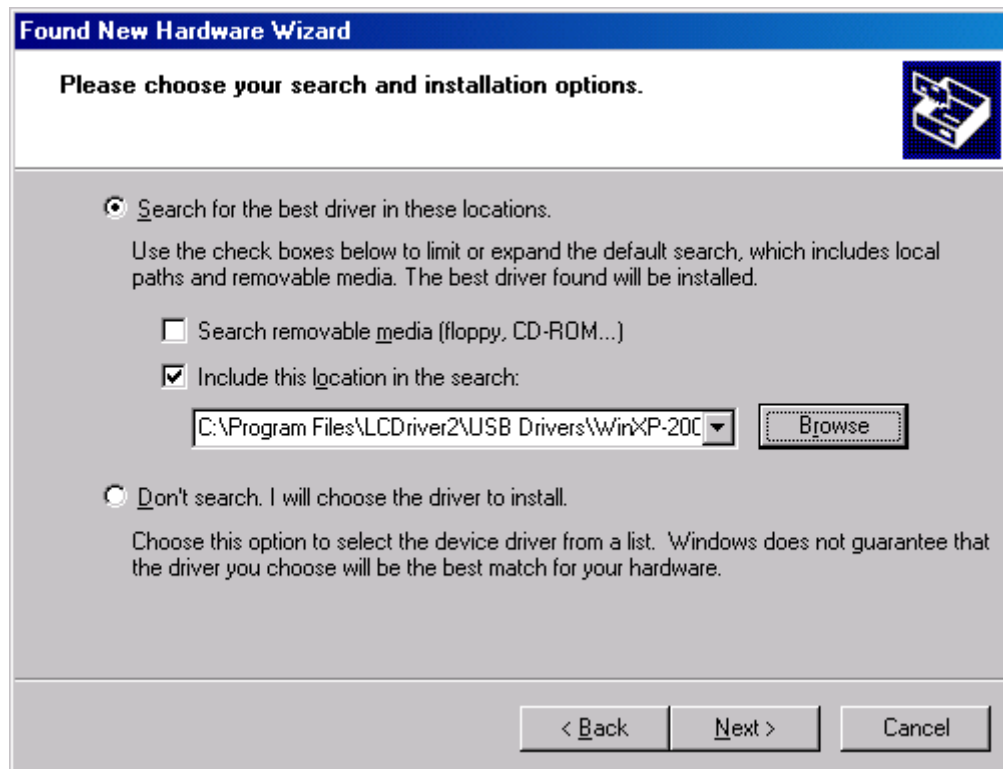 Found New Hardware Wizard
Please choose your search and installation options.
Search for the best driver in these locations.
Use the check boxes below to limit or expand the default search, which includes local
paths and removable media. The best driver found will be installed.
Search removable media (floppy, CD-ROM...)
Include this location in the search:
C:\Program Files\LCDriver2\USB Drivers\WinXP-200
Browse
Don't search. I will choose the driver to install.
Choose this option to select the device driver from a list. Windows does not guarantee that
the driver you choose will be the best match for your hardware.
< Back Next > Cancel